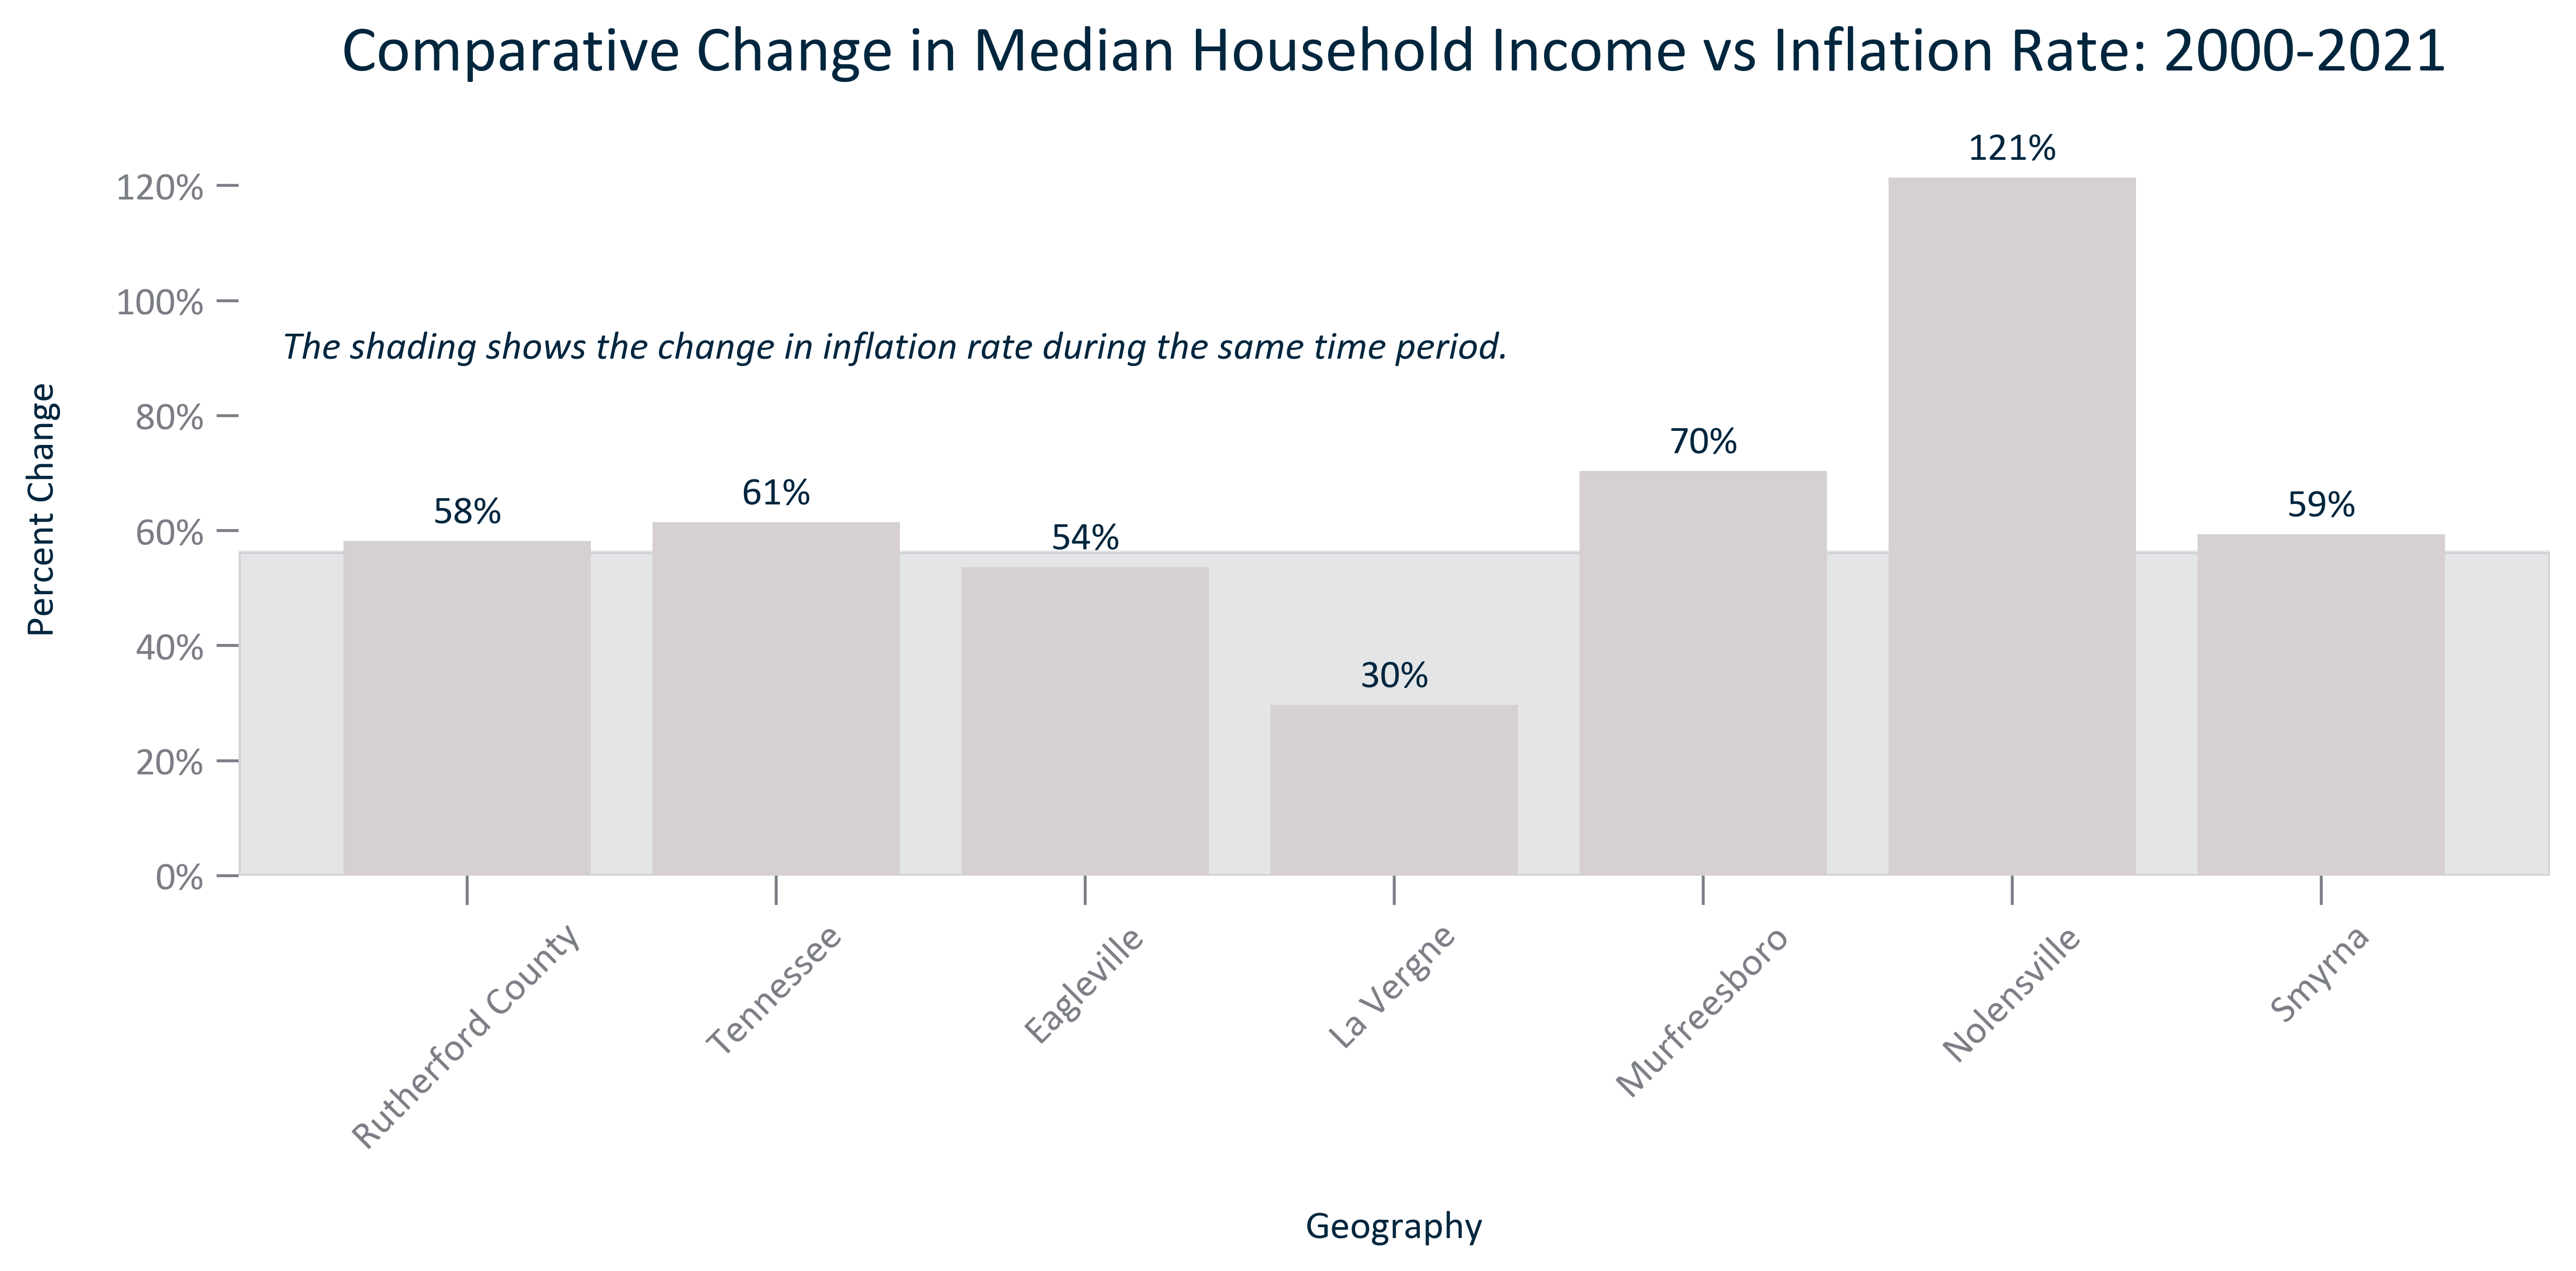 Comparative Change in Median Household Income vs Inflation Rate: 2000-2021
121%
120%
100%
The shading shows the change in inflation rate during the same time period.
80%
70%
61%
59%
58%
54%
60%
40%
30%
20%
0%
Percent Change
Rutherford County
Tennessee
Eagleville
La Vergne
Murfreesboro
Nolensville
Smyrna
Geography